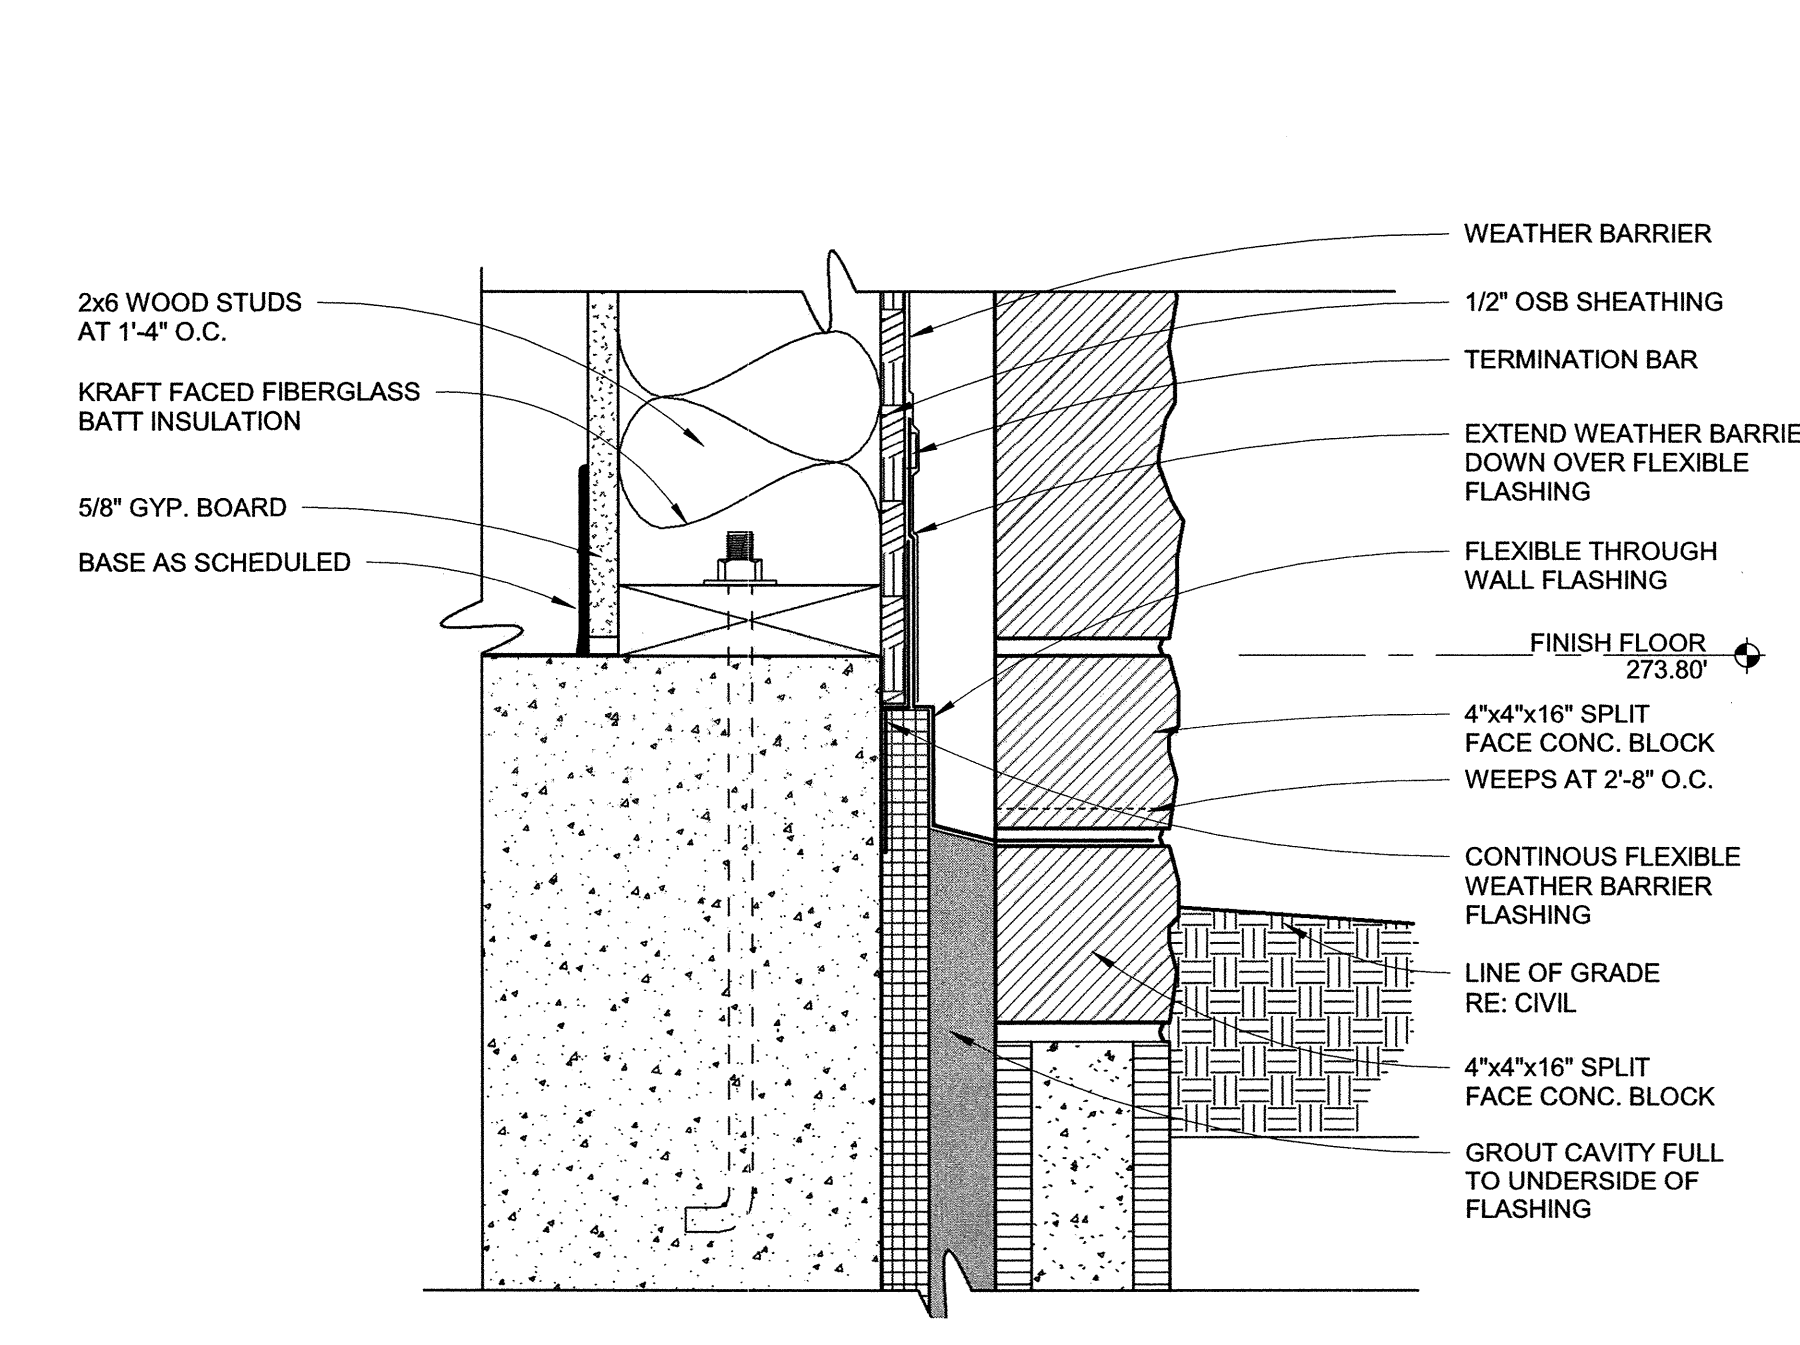 WEATHER BARRIER
2x6 WOOD STUDS
AT 1'-4" O.C.
1/2" OSB SHEATHING
KRAFT FACED FIBERGLASS
BATT INSULATION
TERMINATION BAR
EXTEND WEATHER BARRIE
DOWN OVER FLEXIBLE
FLASHING
5/8" GYP. BOARD
BASE AS SCHEDULED
FLEXIBLE THROUGH
WALL FLASHING
FINISH FLOOR
273.80'
4"x4"x16" SPLIT
FACE CONC. BLOCK
WEEPS AT 2'-8" O.C.
CONTINOUS FLEXIBLE
WEATHER BARRIER
FLASHING
LINE OF GRADE
RE: CIVIL
4"x4"x16" SPLIT
FACE CONC. BLOCK
GROUT CAVITY FULL
TO UNDERSIDE OF
FLASHING